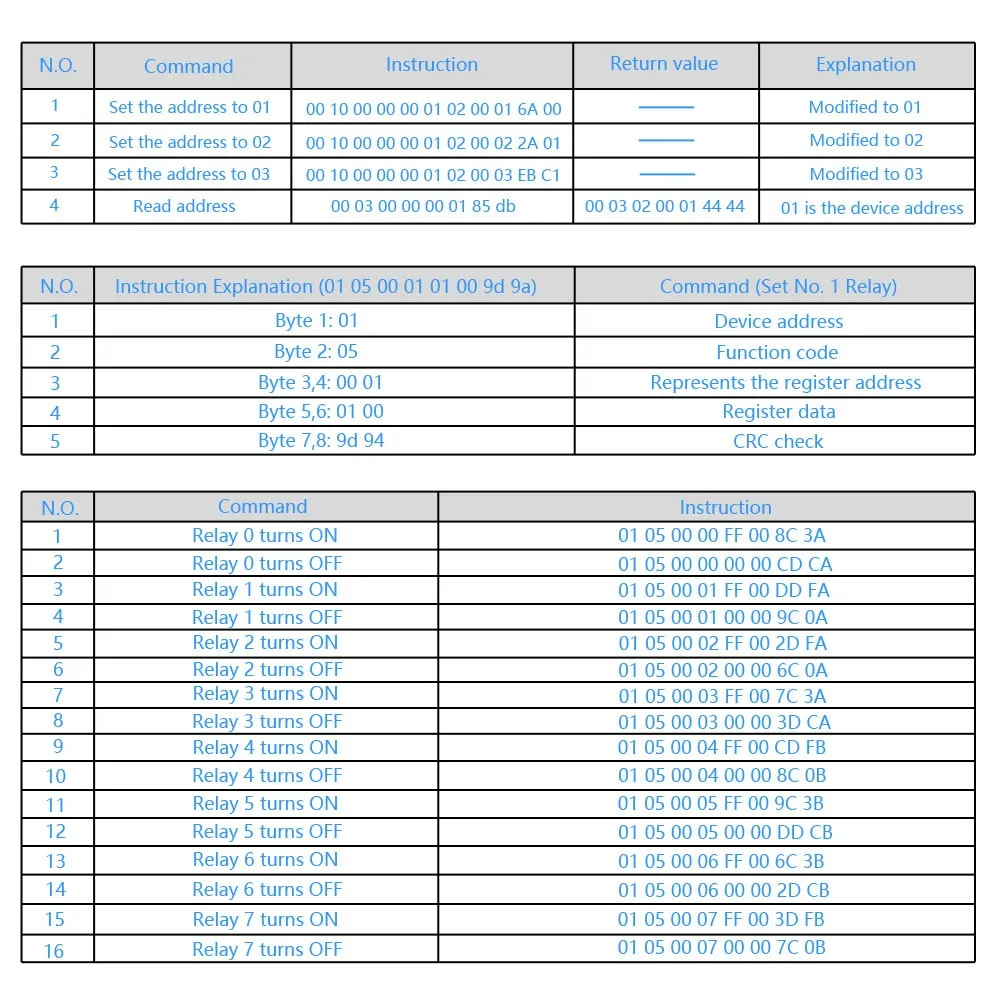 N.O. Command Instruction Return value Explanation
1 Set the address to 01 00 10 00 00 00 01 02 00 01 6A 00 —— Modified to 01
2 Set the address to 02 00 10 00 00 00 01 02 00 02 2A 01 —— Modified to 02
3 Set the address to 03 00 10 00 00 00 01 02 00 03 EB C1 —— Modified to 03
4 Read address 00 03 00 00 00 01 85 db 00 03 02 00 01 44 44 01 is the device address
N.O. Instruction Explanation (01 05 00 01 01 00 9d 9a) Command (Set No. 1 Relay)
1 Byte 1: 01 Device address
2 Byte 2: 05 Function code
3 Byte 3,4: 00 01 Represents the register address
4 Byte 5,6: 01 00 Register data
5 Byte 7,8: 9d 94 CRC check
N.O. Command Instruction
1 Relay 0 turns ON 01 05 00 00 FF 00 8C 3A
2 Relay 0 turns OFF 01 05 00 00 00 00 CD CA
3 Relay 1 turns ON 01 05 00 01 FF 00 DD FA
4 Relay 1 turns OFF 01 05 00 01 00 00 9C 0A
5 Relay 2 turns ON 01 05 00 02 FF 00 2D FA
6 Relay 2 turns OFF 01 05 00 02 00 00 6C 0A
7 Relay 3 turns ON 01 05 00 03 FF 00 7C 3A
8 Relay 3 turns OFF 01 05 00 03 00 00 3D CA
9 Relay 4 turns ON 01 05 00 04 FF 00 CD FB
10 Relay 4 turns OFF 01 05 00 04 00 00 8C 0B
11 Relay 5 turns ON 01 05 00 05 FF 00 9C 3B
12 Relay 5 turns OFF 01 05 00 05 00 00 DD CB
13 Relay 6 turns ON 01 05 00 06 FF 00 6C 3B
14 Relay 6 turns OFF 01 05 00 06 00 00 2D CB
15 Relay 7 turns ON 01 05 00 07 FF 00 3D FB
16 Relay 7 turns OFF 01 05 00 07 00 00 7C 0B